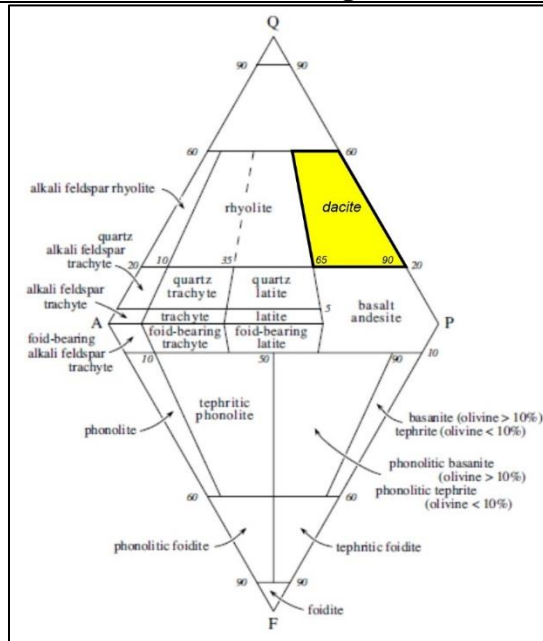 Q
90 90
60 60
alkali feldspar rhyolite
rhyolite
dacite
quartz
alkali feldspar
trachyte
20 10 35 65 90 20
alkali feldspar
trachyte
quartz
trachyte
quartz
latite
basalt
andesite
5
trachyte latite
A P
foid-bearing
alkali feldspar
trachyte
foid-bearing
trachyte
foid-bearing
latite
10 50 90 10
phonolite
tephritic
phonolite
basanite (olivine > 10%)
tephrite (olivine < 10%)
phonolitic basanite
(olivine > 10%)
phonolitic tephrite
(olivine < 10%)
60 60
phonolitic foidite
tephritic foidite
90 90
foidite
F